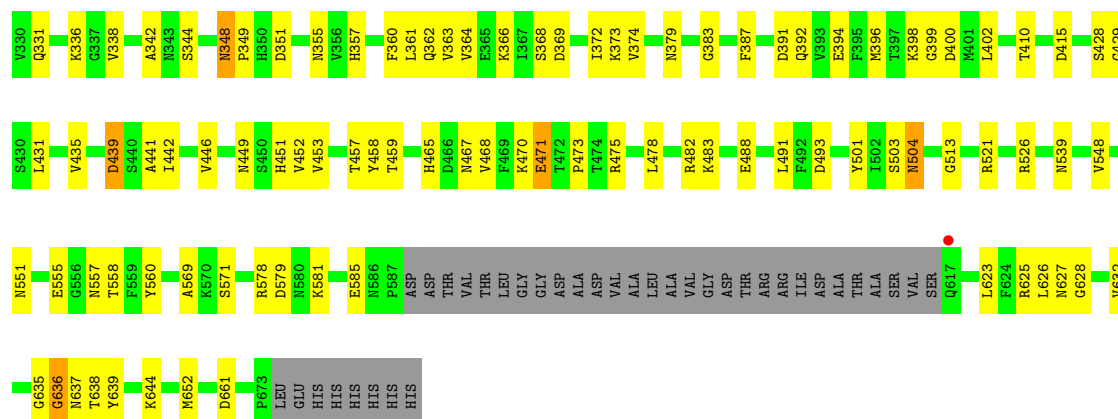 V330 Q331 K336 G337 V338 A342 N343 S344 N348 P349 H350 D351 N355 V356 H357 F360 L361 Q362 V363 V364 E365 K366 I367 S368 D369 I372 K373 V374 N379 G383 F387 D391 Q392 V393 E394 F395 M396 T397 K398 G399 D400 M401 L402 T410 D415 S428 G429
S430 L431 V435 D439 S440 A441 I442 V446 N449 S450 H451 V452 V453 T457 Y458 T459 H465 D466 N467 V468 F469 K470 E471 T472 P473 T474 R475 L478 R482 K483 E488 L491 F492 D493 Y501 I502 S503 N504 G513 R521 R526 N539 V548
N551 E555 G556 N557 T558 F559 Y560 A569 K570 S571 R578 D579 N580 K581 E585 N586 P587 ASP ASP THR VAL THR LEU GLY GLY ASP ALA ASP VAL ALA LEU ALA VAL GLY ASP THR ARG ARG ILE ASP ALA THR ALA SER VAL SER Q617 L623 F624 R625 L626 N627 G628 V632
G635 G636 N637 T638 Y639 K644 M652 D661 P673 LEU GLU HIS HIS HIS HIS HIS HIS